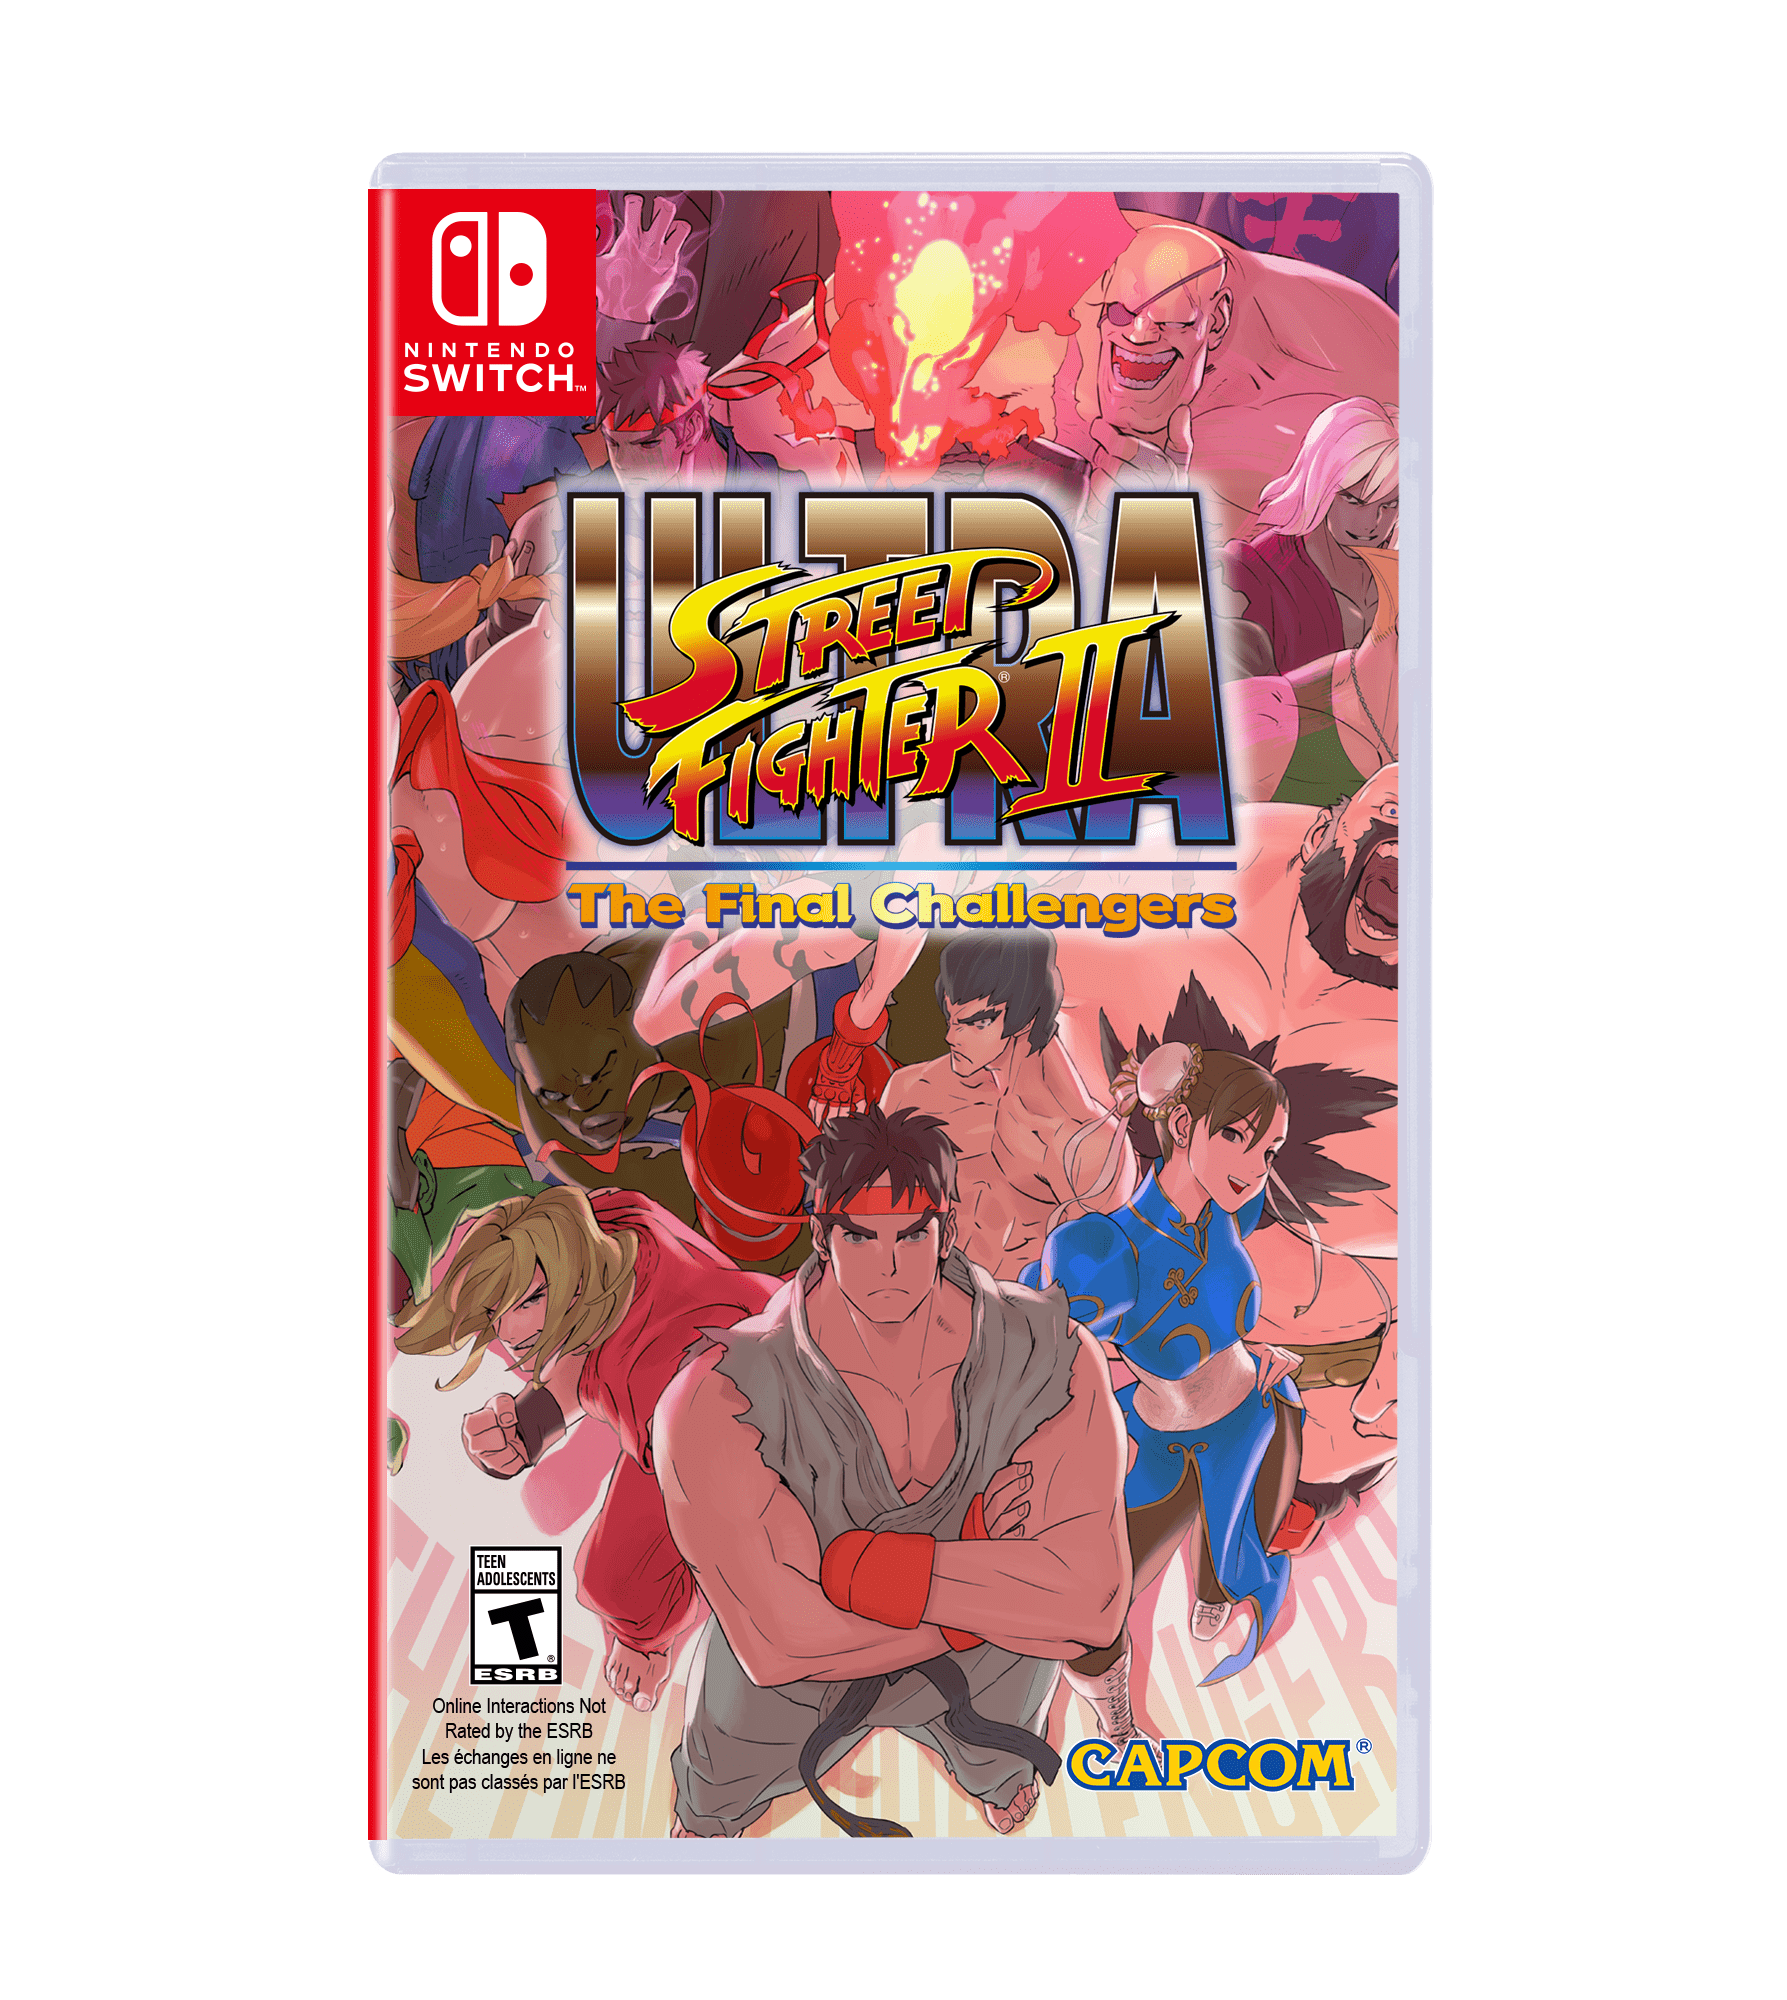 NINTENDO
SWITCH™
ULTRA
STREET
FIGHTER® II
The Final Challengers
TEEN
ADOLESCENTS
T®
ESRB
Online Interactions Not
Rated by the ESRB
Les échanges en ligne ne
sont pas classés par l'ESRB
CAPCOM®